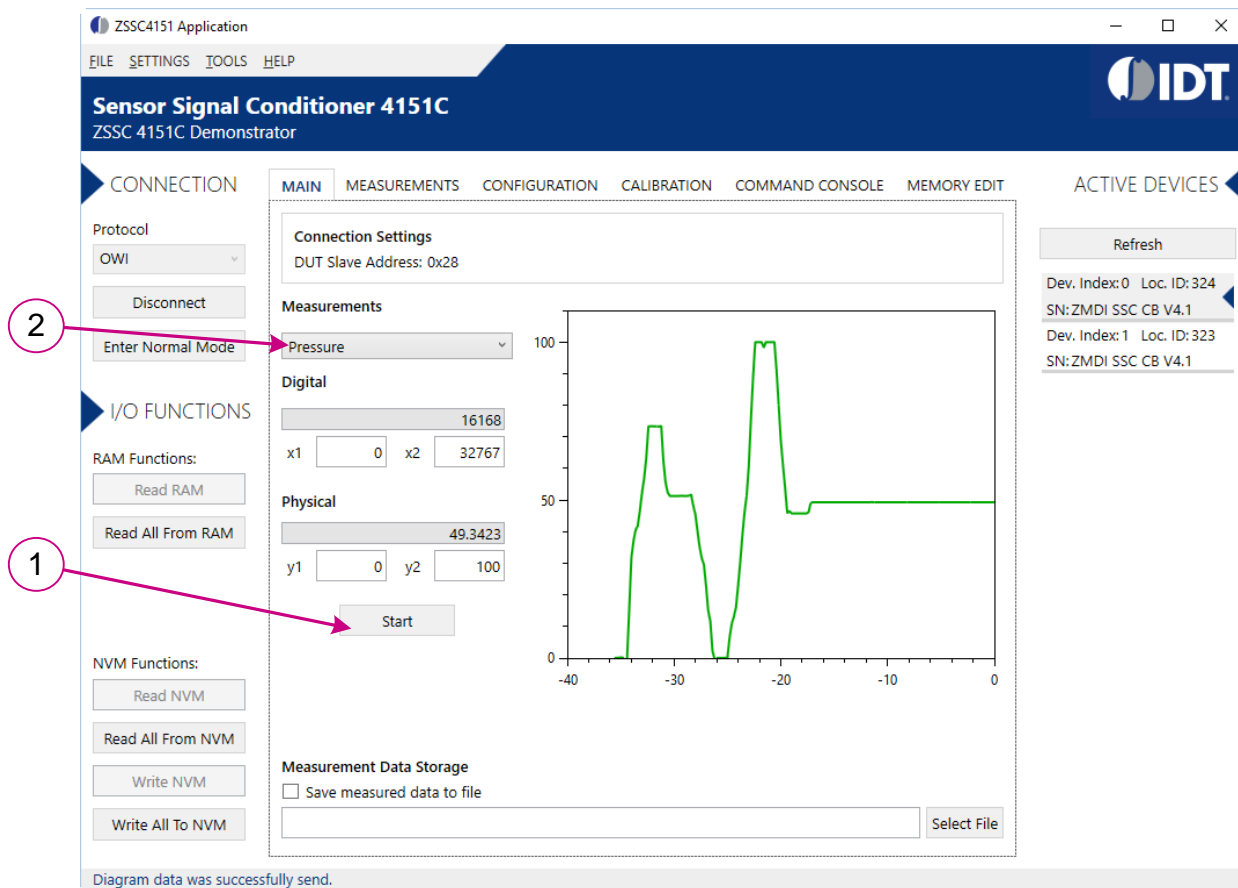 ZSSC4151 Application
FILE SETTINGS TOOLS HELP
IDT
Sensor Signal Conditioner 4151C
ZSSC 4151C Demonstrator
CONNECTION
Protocol
OWI
Disconnect
Enter Normal Mode
I/O FUNCTIONS
RAM Functions:
Read RAM
Read All From RAM
NVM Functions:
Read NVM
Read All From NVM
Write NVM
Write All To NVM
2
1
MAIN MEASUREMENTS CONFIGURATION CALIBRATION COMMAND CONSOLE MEMORY EDIT
Connection Settings
DUT Slave Address: 0x28
Measurements
Pressure
Digital
16168
x1 0 x2 32767
Physical
49.3423
y1 0 y2 100
Start
100
50
0
-40 -30 -20 -10 0
Measurement Data Storage
Save measured data to file
Select File
ACTIVE DEVICES
Refresh
Dev. Index: 0 Loc. ID: 324
SN: ZMDI SSC CB V4.1
Dev. Index: 1 Loc. ID: 323
SN: ZMDI SSC CB V4.1
Diagram data was successfully send.